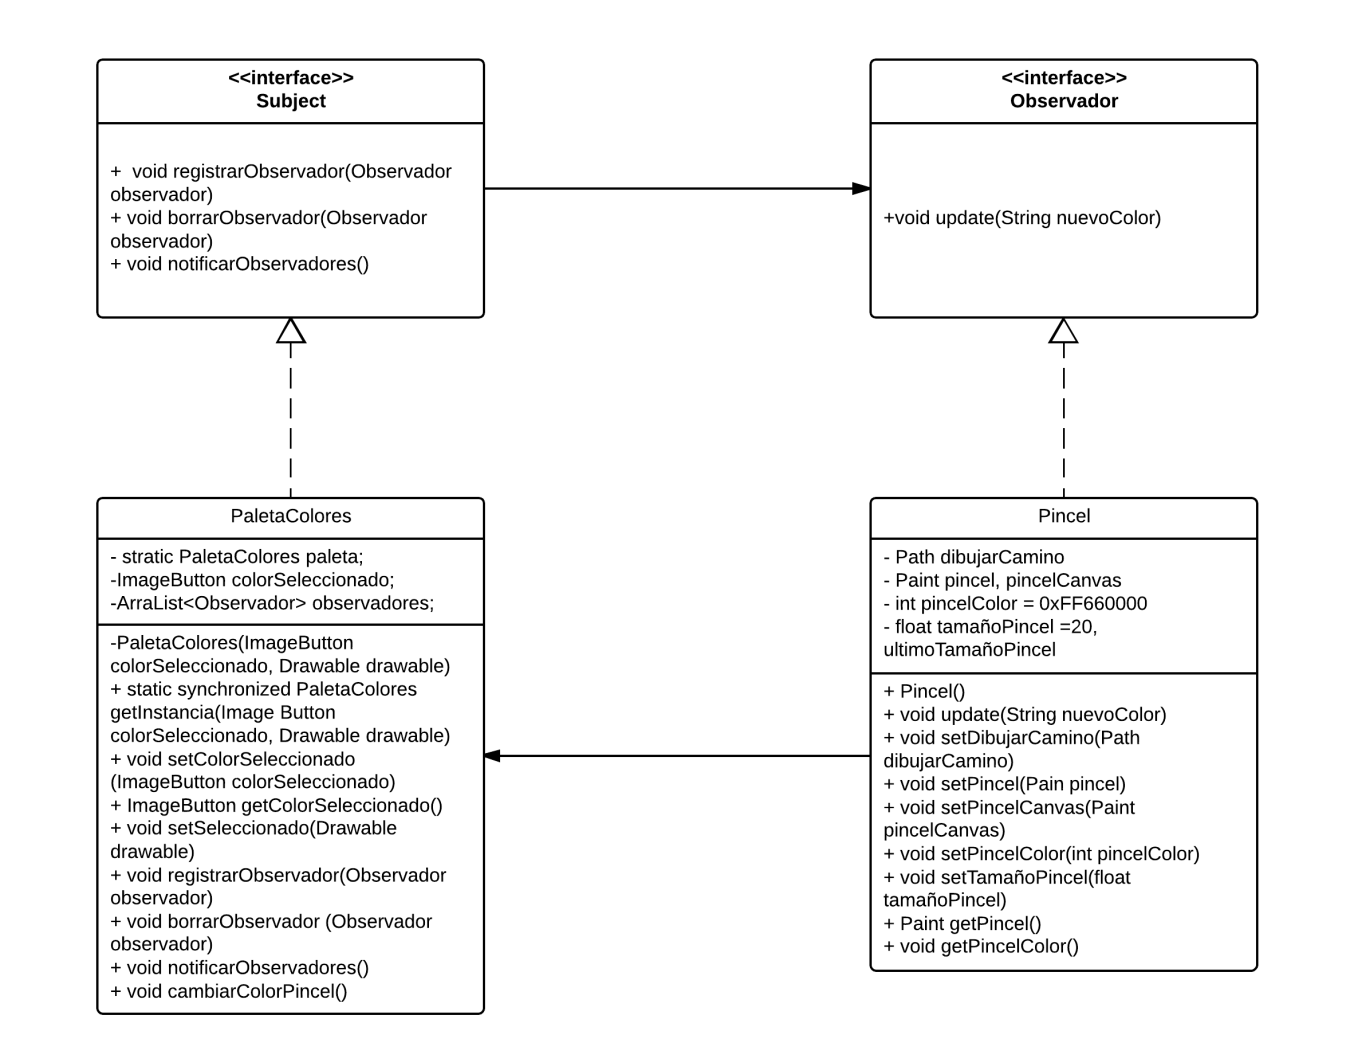 <<interface>>
Subject
+  void registrarObservador(Observador
observador)
+ void borrarObservador(Observador
observador)
+ void notificarObservadores()
<<interface>>
Observador
+void update(String nuevoColor)
PaletaColores
- stratic PaletaColores paleta;
-ImageButton colorSeleccionado;
-ArraList<Observador> observadores;
-PaletaColores(ImageButton
colorSeleccionado, Drawable drawable)
+ static synchronized PaletaColores
getInstancia(Image Button
colorSeleccionado, Drawable drawable)
+ void setColorSeleccionado
(ImageButton colorSeleccionado)
+ ImageButton getColorSeleccionado()
+ void setSeleccionado(Drawable
drawable)
+ void registrarObservador(Observador
observador)
+ void borrarObservador (Observador
observador)
+ void notificarObservadores()
+ void cambiarColorPincel()
Pincel
- Path dibujarCamino
- Paint pincel, pincelCanvas
- int pincelColor = 0xFF660000
- float tamañoPincel =20,
ultimoTamañoPincel
+ Pincel()
+ void update(String nuevoColor)
+ void setDibujarCamino(Path
dibujarCamino)
+ void setPincel(Pain pincel)
+ void setPincelCanvas(Paint
pincelCanvas)
+ void setPincelColor(int pincelColor)
+ void setTamañoPincel(float
tamañoPincel)
+ Paint getPincel()
+ void getPincelColor()